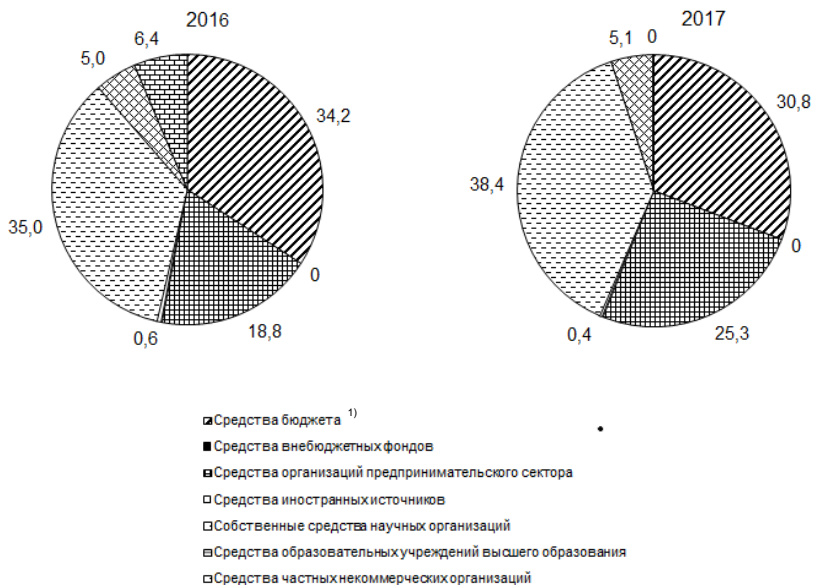 2016
2017
6,4
5,0
34,2
35,0
0
0,6
18,8
5,1
0
30,8
38,4
0
0,4
25,3
Средства бюджета 1)
Средства внебюджетных фондов
Средства организаций предпринимательского сектора
Средства иностранных источников
Собственные средства научных организаций
Средства образовательных учреждений высшего образования
Средства частных некоммерческих организаций